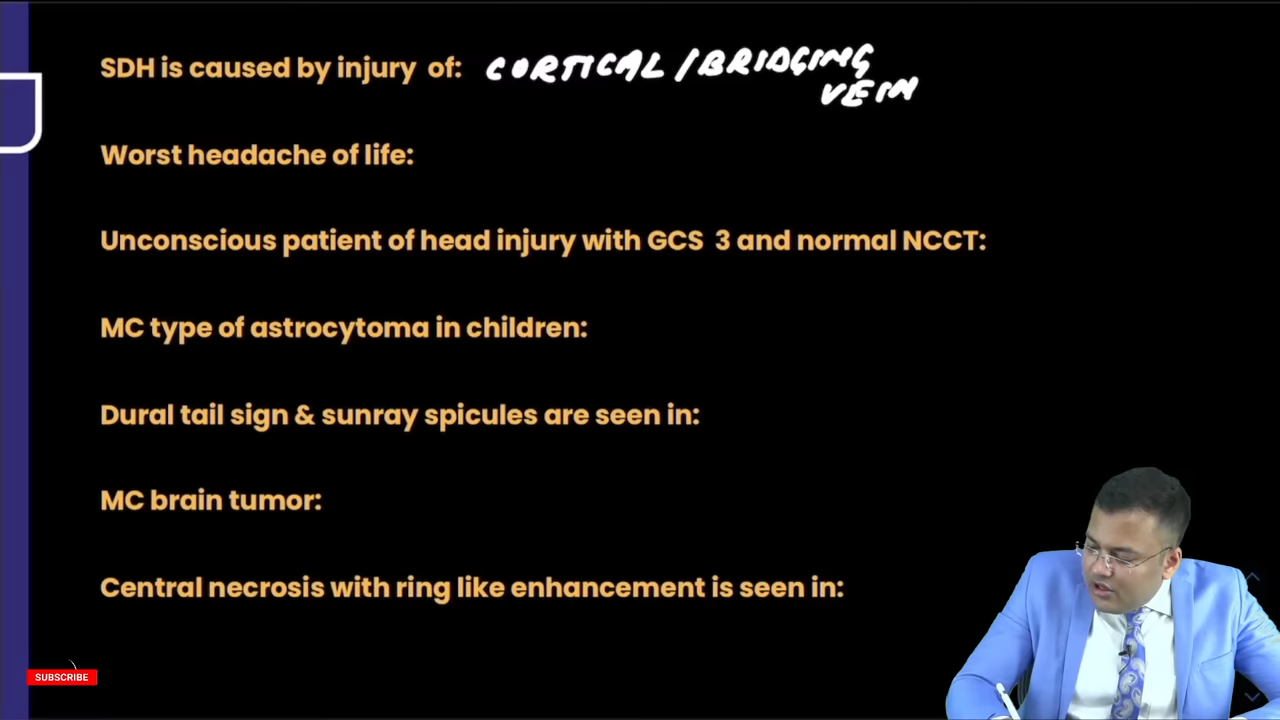 SDH is caused by injury of: CORTICAL / BRIDGING
VEIN
Worst headache of life:
Unconscious patient of head injury with GCS 3 and normal NCCT:
MC type of astrocytoma in children:
Dural tail sign & sunray spicules are seen in:
MC brain tumor:
Central necrosis with ring like enhancement is seen in:
SUBSCRIBE